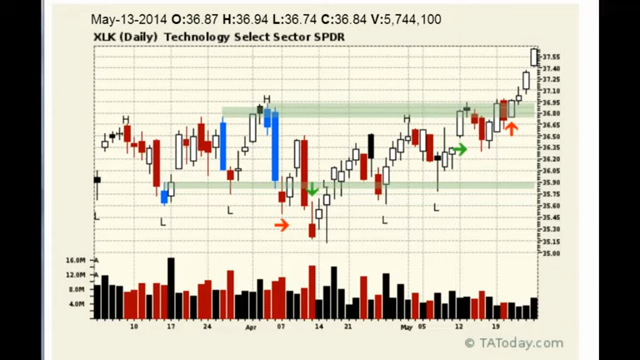 May-13-2014 O:36.87 H:36.94 L:36.74 C:36.84 V:5,744,100
XLK (Daily) Technology Select Sector SPDR
37.55
37.40
37.25
37.10
36.95
36.80
36.65
36.50
36.35
36.20
36.05
35.90
35.75
35.60
35.45
35.30
35.15
35.00
H
H
H
L
L
L
L
L
16.0M
12.0M
8.0M
4.0M
A
A
10 17 24 Apr 07 14 21 May 05 12 19
© TAToday.com